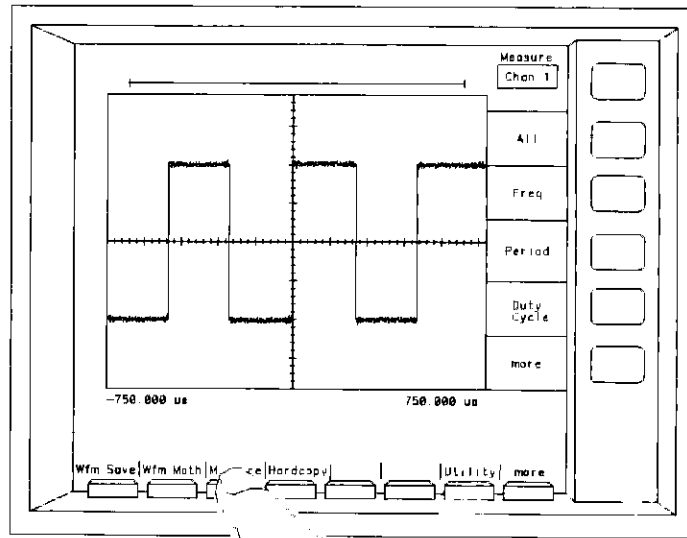 Measure
Chan 1
All
Freq
Period
Duty
Cycle
more
-750.000 us
750.000 us
Wfm Save
Wfm Math
Hardcopy
Utility
more